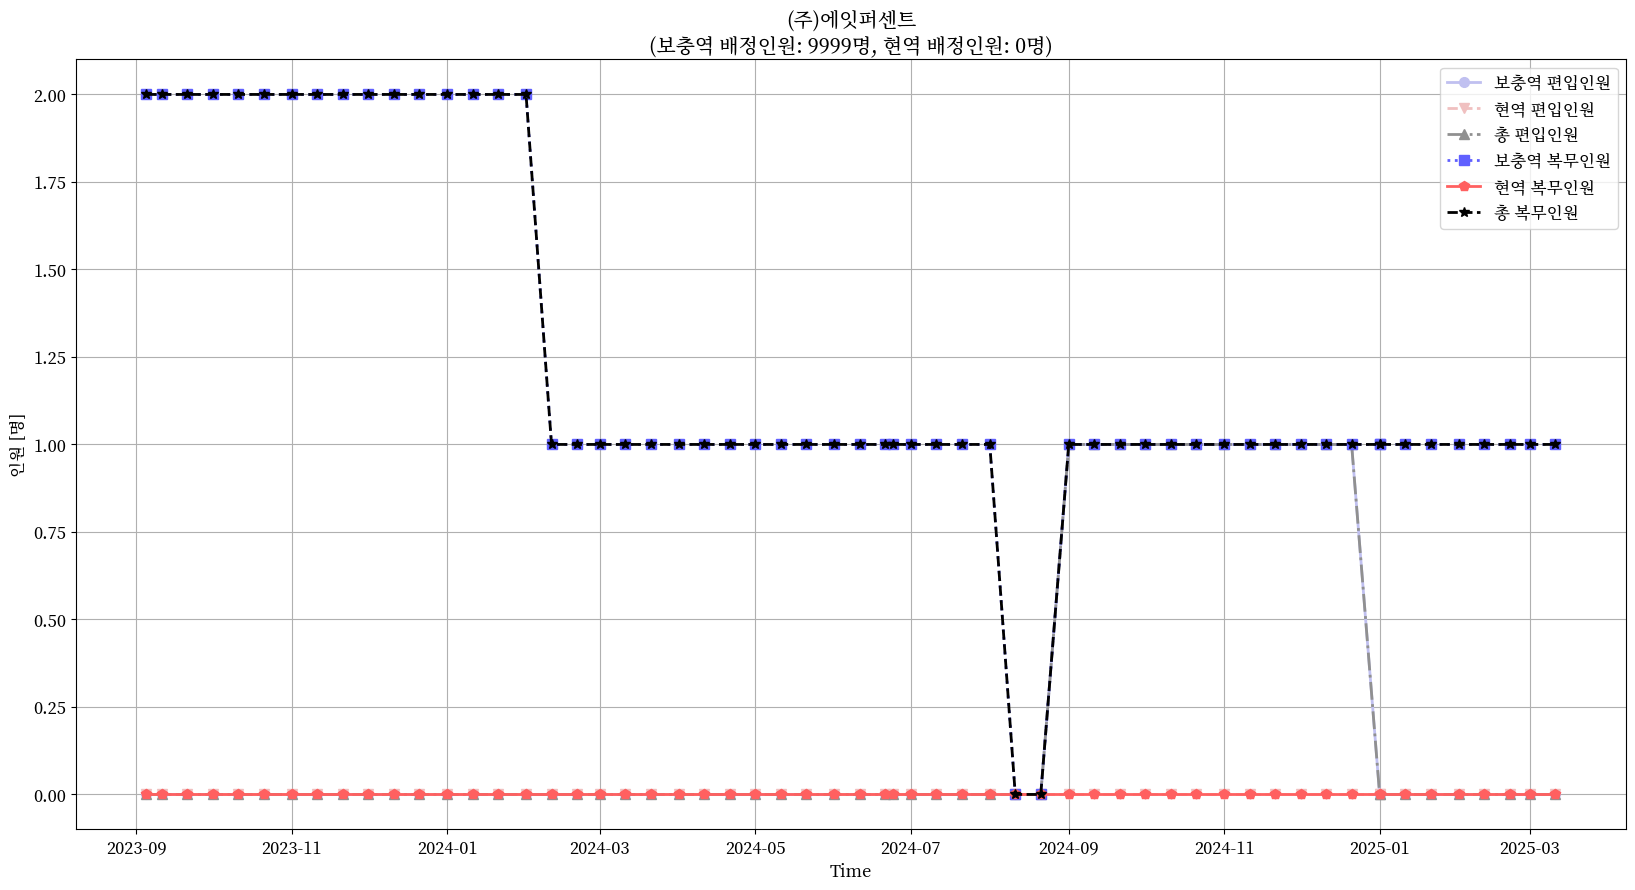 (주)에잇퍼센트
(보충역 배정인원: 9999명, 현역 배정인원: 0명)
보충역 편입인원
현역 편입인원
총 편입인원
보충역 복무인원
현역 복무인원
총 복무인원
2.00
1.75
1.50
1.25
1.00
0.75
0.50
0.25
0.00
인원 [명]
2023-09
2023-11
2024-01
2024-03
2024-05
2024-07
2024-09
2024-11
2025-01
2025-03
Time